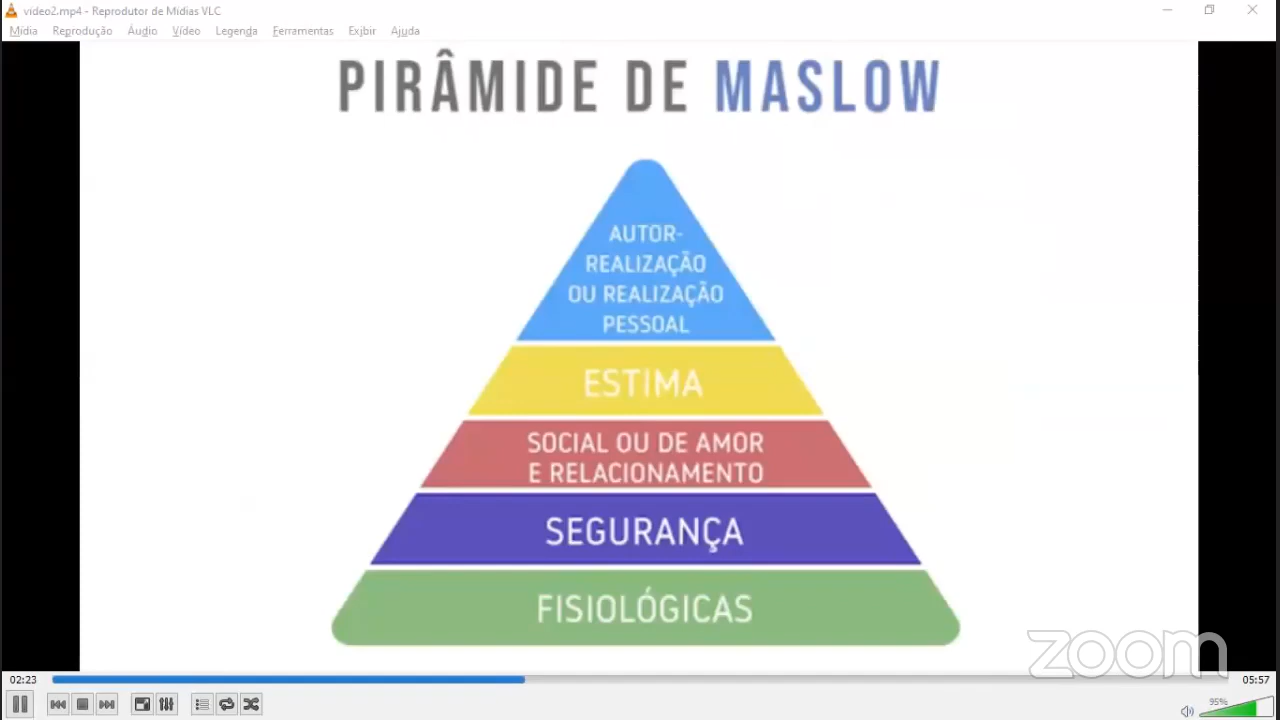 video2.mp4 - Reprodutor de Mídias VLC
Mídia Reprodução Áudio Vídeo Legenda Ferramentas Exibir Ajuda
PIRÂMIDE DE MASLOW
AUTOR-
REALIZAÇÃO
OU REALIZAÇÃO
PESSOAL
ESTIMA
SOCIAL OU DE AMOR
E RELACIONAMENTO
SEGURANÇA
FISIOLÓGICAS
zoom
02:23 05:57
95%